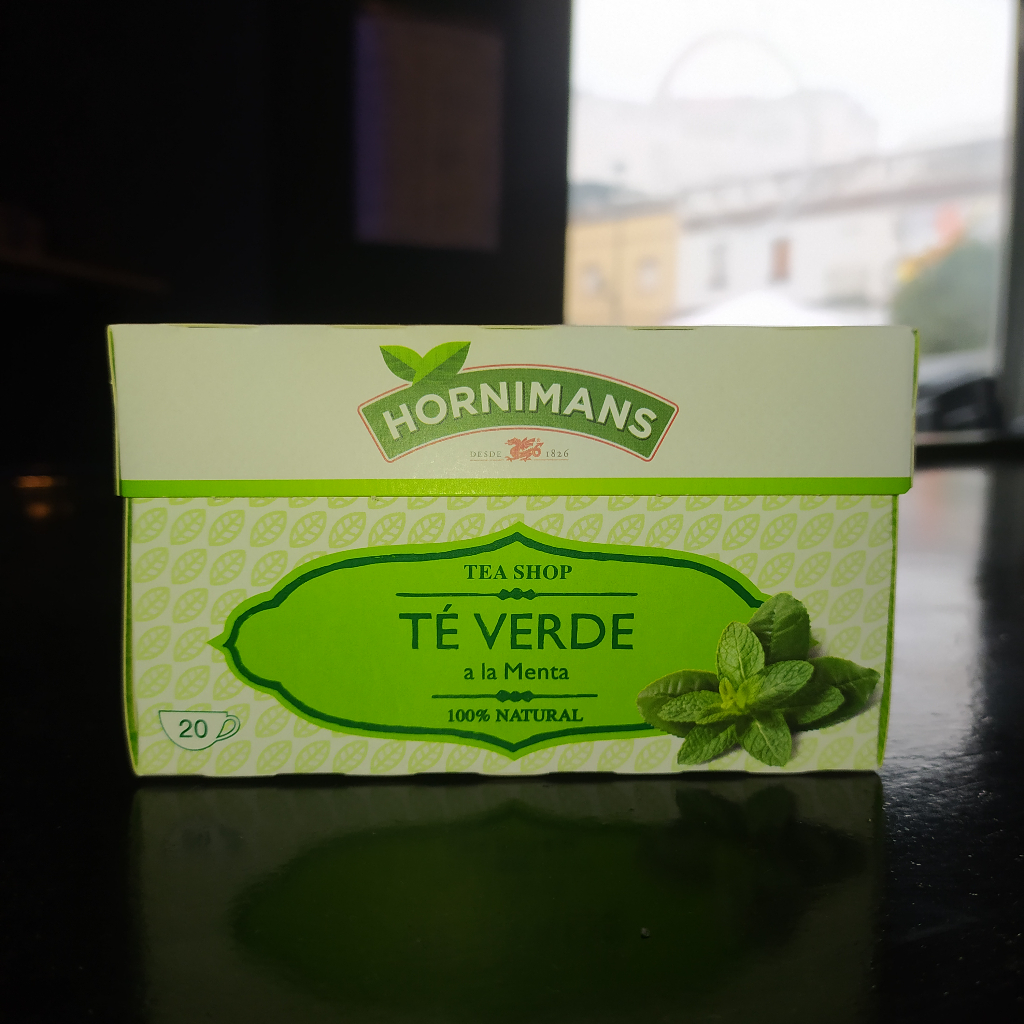 HORNIMANS
DESDE 1826
TEA SHOP
TÉ VERDE
a la Menta
100% NATURAL
20